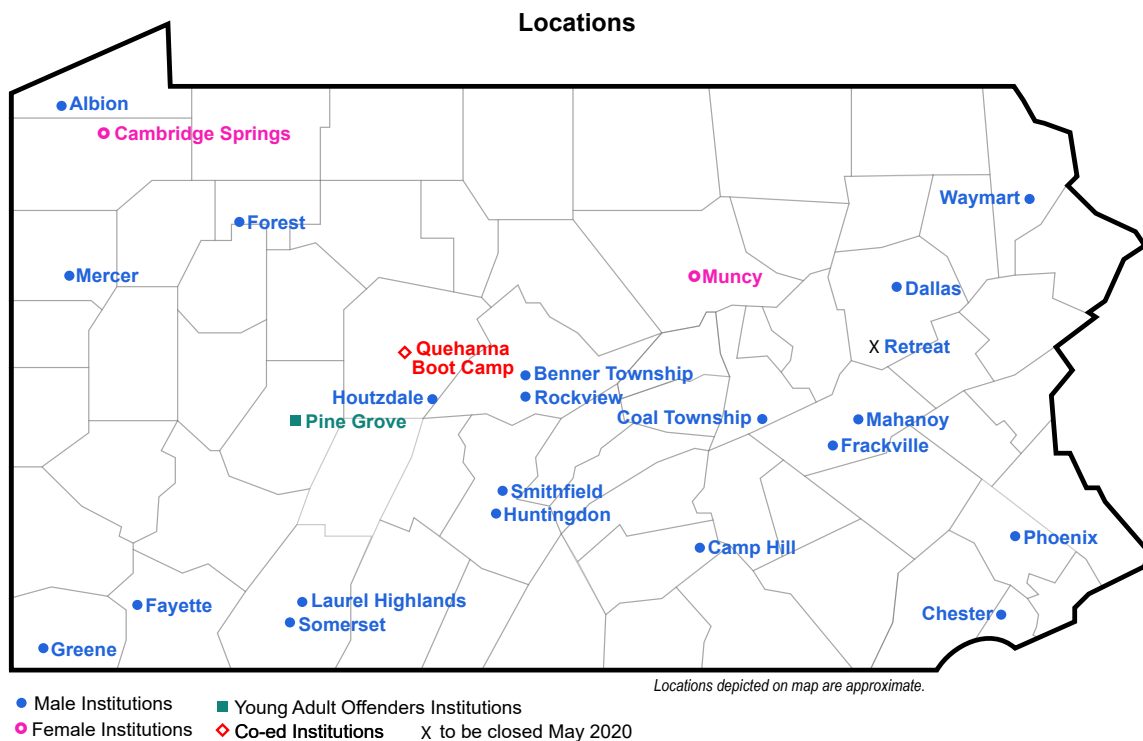 Locations
Albion
Cambridge Springs
Waymart
Forest
Mercer
Muncy
Dallas
Retreat
X
Quehanna
Boot Camp
Benner Township
Houtzdale
Rockview
Pine Grove
Coal Township
Mahanoy
Frackville
Smithfield
Huntingdon
Phoenix
Camp Hill
Laurel Highlands
Fayette
Chester
Somerset
Greene
Locations depicted on map are approximate.
Male Institutions
Young Adult Offenders Institutions
Female Institutions
Co-ed Institutions
X to be closed May 2020